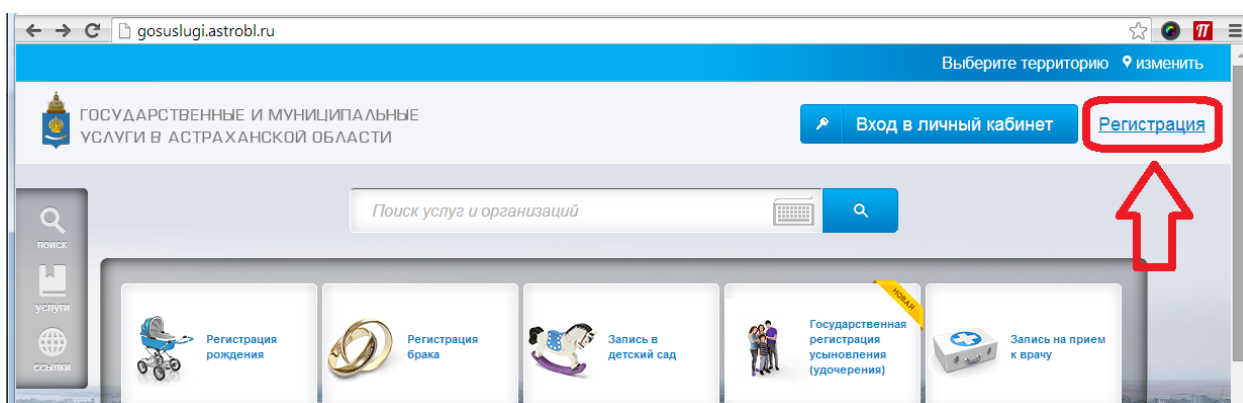 gosuslugi.astrobl.ru
Выберите территорию изменить
ГОСУДАРСТВЕННЫЕ И МУНИЦИПАЛЬНЫЕ
УСЛУГИ В АСТРАХАНСКОЙ ОБЛАСТИ
Вход в личный кабинет
Регистрация
Поиск услуг и организаций
поиск
услуги
ссылки
Регистрация
рождения
Регистрация
брака
Запись в
детский сад
НОВАЯ
Государственная
регистрация
усыновления
(удочерения)
Запись на прием
к врачу